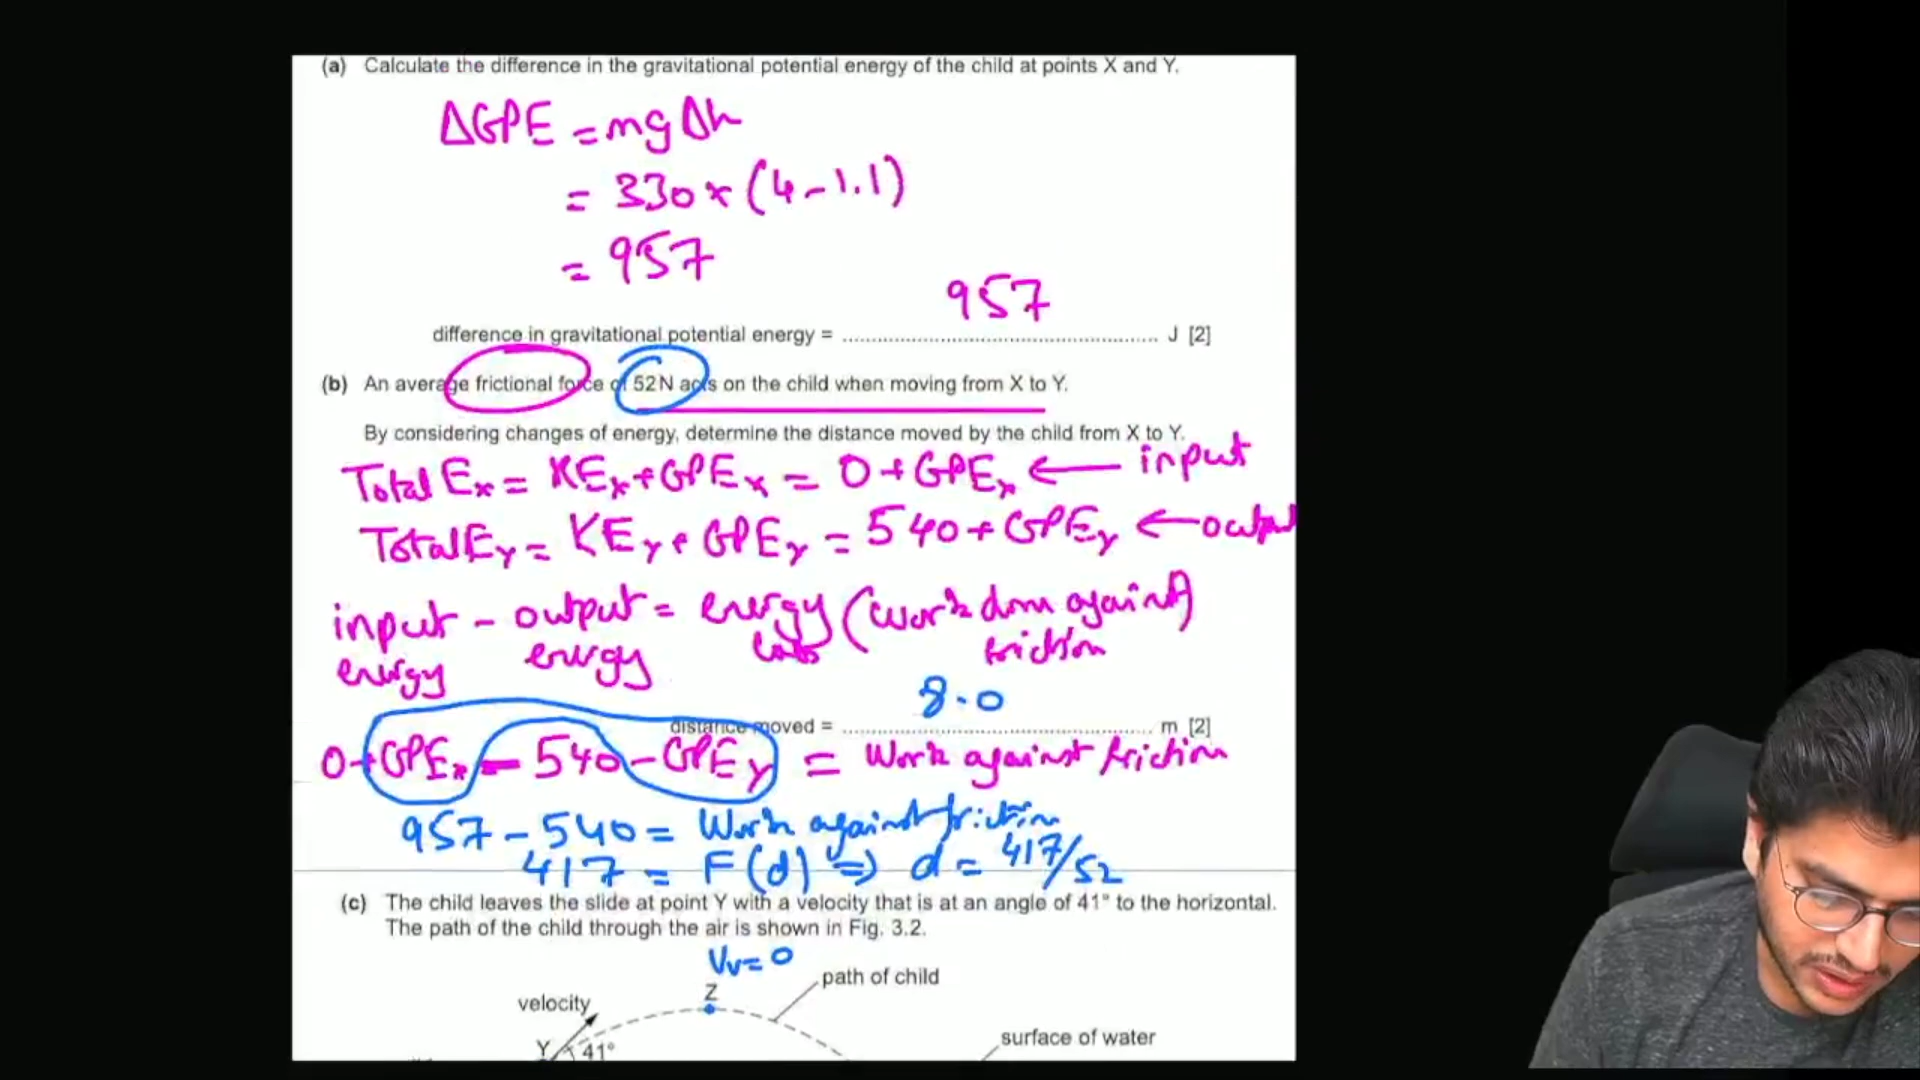 (a) Calculate the difference in the gravitational potential energy of the child at points X and Y.
ΔGPE = mgΔh
= 330 × (4-1.1)
= 957
957
difference in gravitational potential energy = ........................................................ J [2]
(b) An average frictional force of 52N acts on the child when moving from X to Y.
By considering changes of energy, determine the distance moved by the child from X to Y.
Total Ex = KEx + GPEx = 0 + GPEx ← input
Total EY = KEY + GPEY = 540 + GPEY ← output
input energy - output energy = energy loss (work done against friction)
8.0
distance moved = ........................................................ m [2]
0 + GPEx - 540 - GPEY = Work against friction
957 - 540 = Work against friction
417 = F(d) ⇒ d = 417/52
(c) The child leaves the slide at point Y with a velocity that is at an angle of 41° to the horizontal.
The path of the child through the air is shown in Fig. 3.2.
Vv = 0
Z
path of child
velocity
surface of water
Y 41°